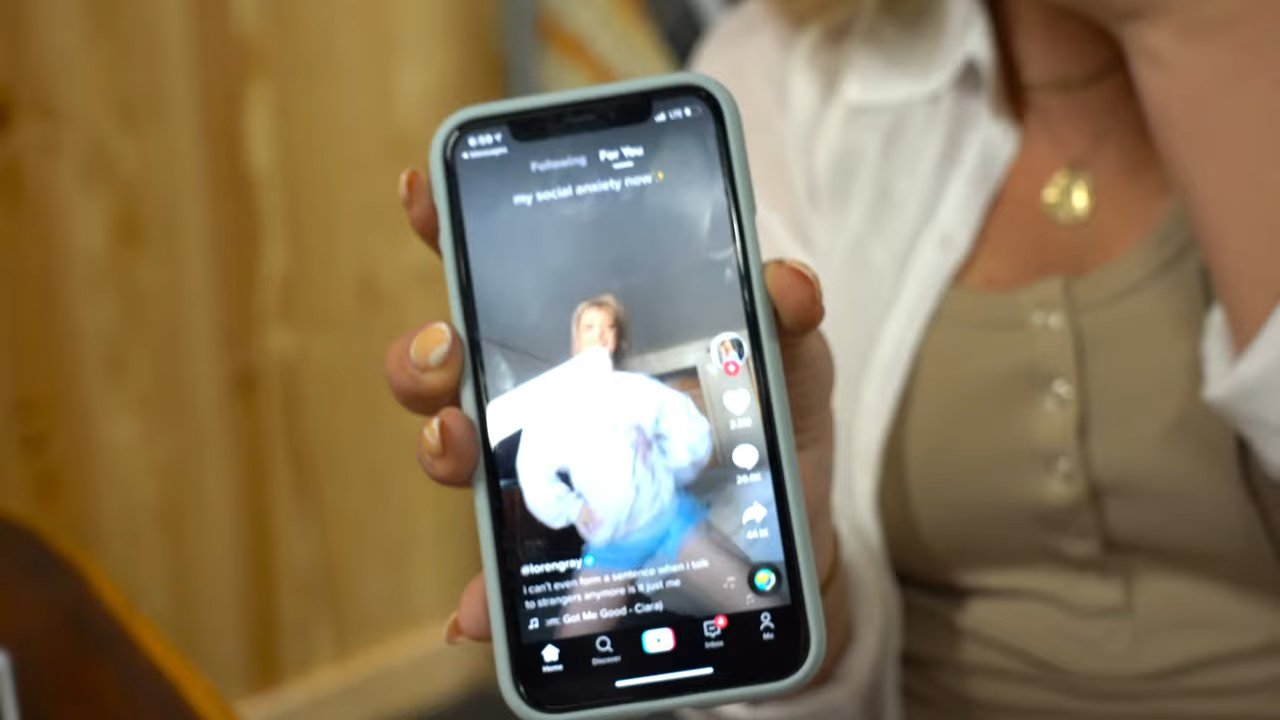 Following For You
my social anxiety now✨
@lorengray
I can't even form a sentence when i talk
to strangers anymore is it just me
Got Me Good - Ciara)
Home Discover Inbox Me
4